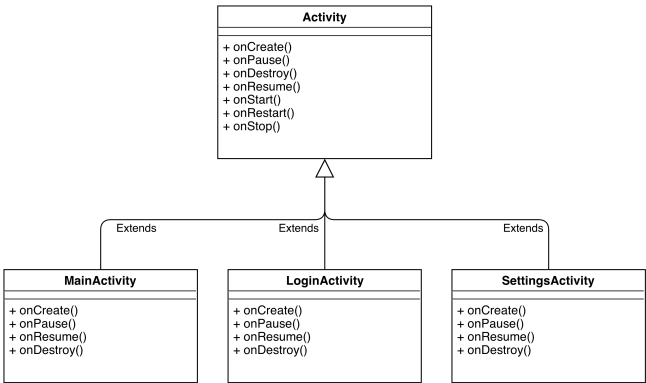 Activity
+ onCreate()
+ onPause()
+ onDestroy()
+ onResume()
+ onStart()
+ onRestart()
+ onStop()
Extends
Extends
Extends
MainActivity
+ onCreate()
+ onPause()
+ onResume()
+ onDestroy()
LoginActivity
+ onCreate()
+ onPause()
+ onResume()
+ onDestroy()
SettingsActivity
+ onCreate()
+ onPause()
+ onResume()
+ onDestroy()